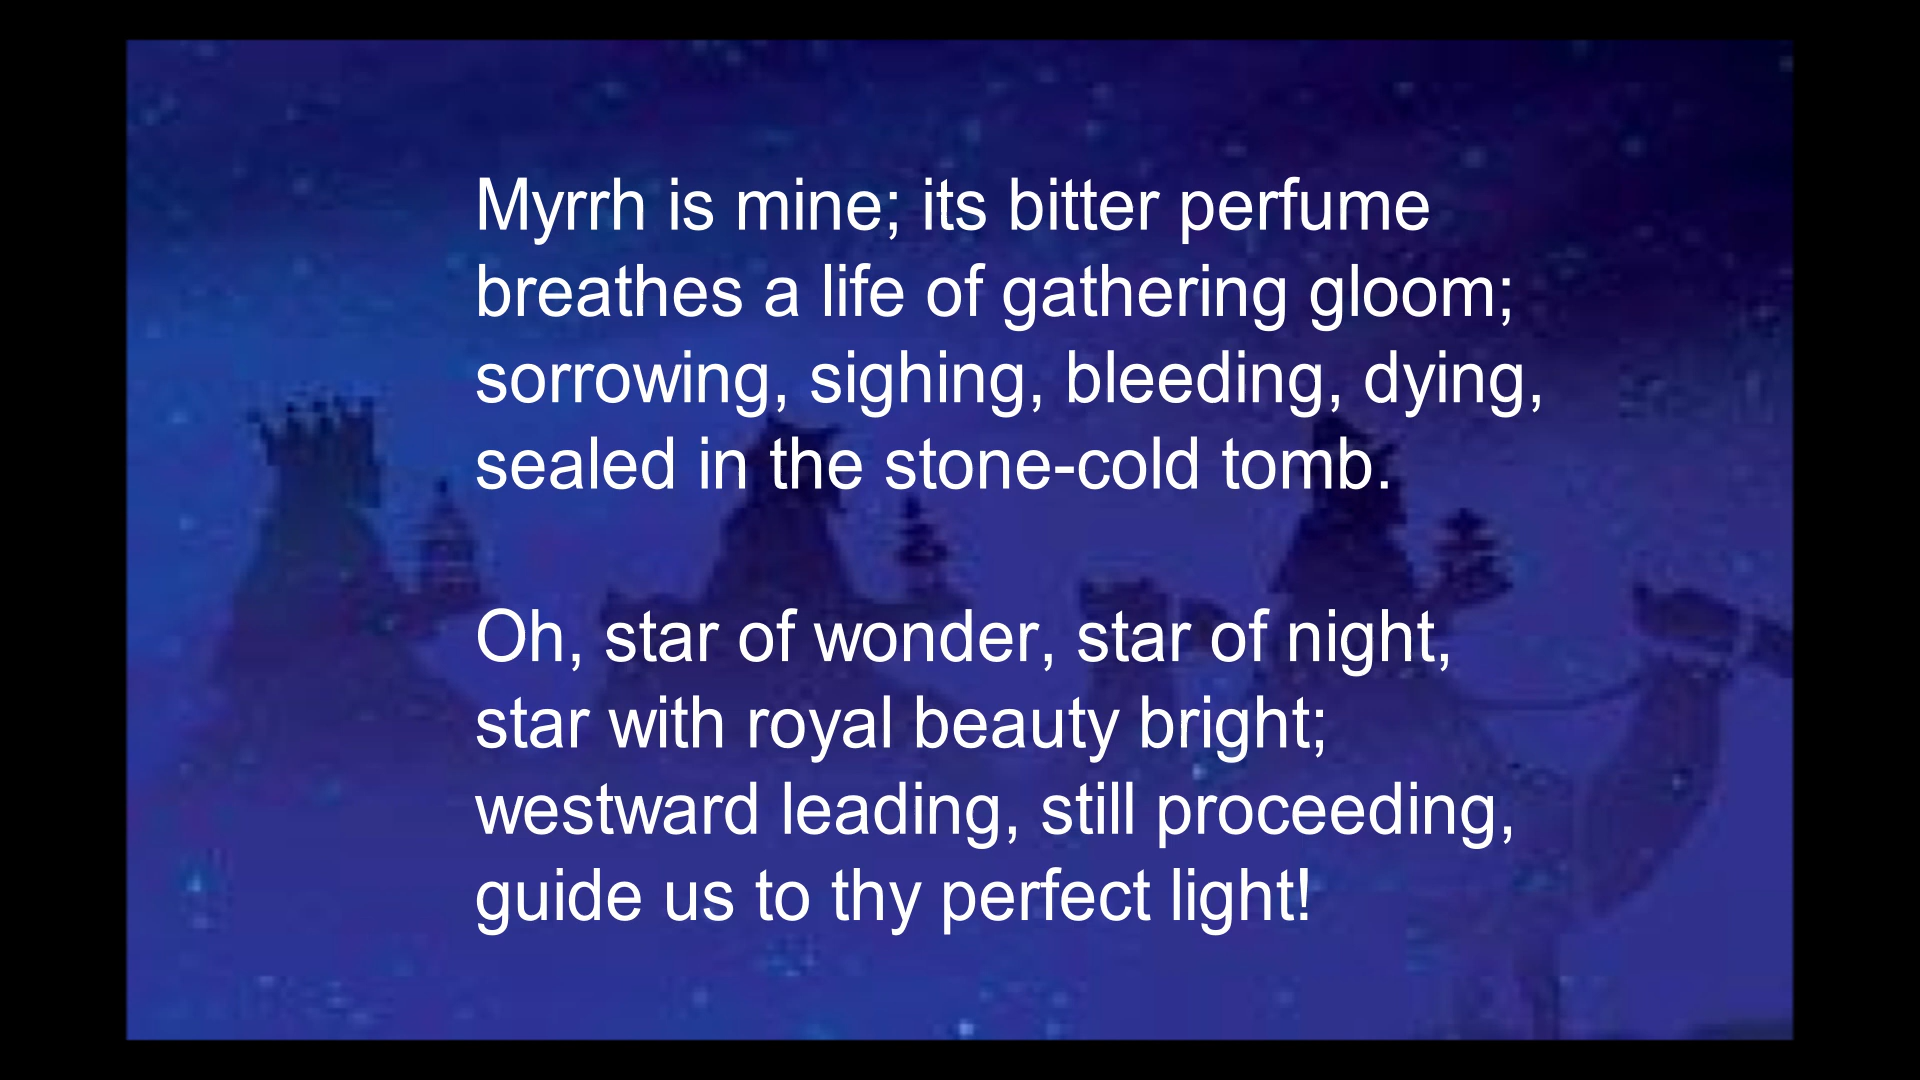 Myrrh is mine; its bitter perfume
breathes a life of gathering gloom;
sorrowing, sighing, bleeding, dying,
sealed in the stone-cold tomb.
Oh, star of wonder, star of night,
star with royal beauty bright;
westward leading, still proceeding,
guide us to thy perfect light!